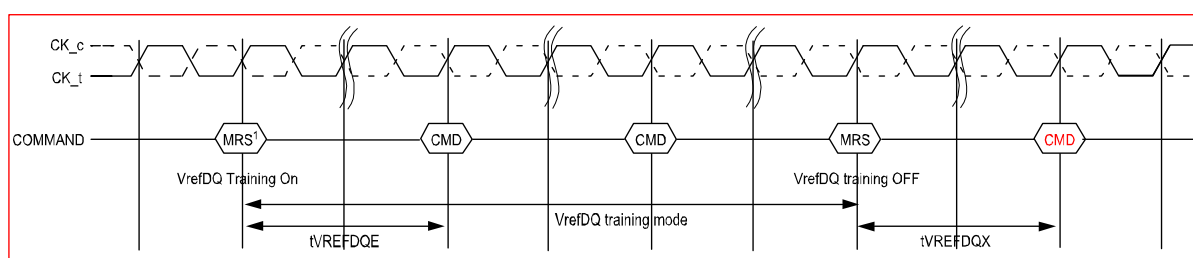 CK_c
CK_t
COMMAND MRS¹ CMD CMD MRS CMD
VrefDQ Training On VrefDQ training OFF
VrefDQ training mode
tVREFDQE tVREFDQX